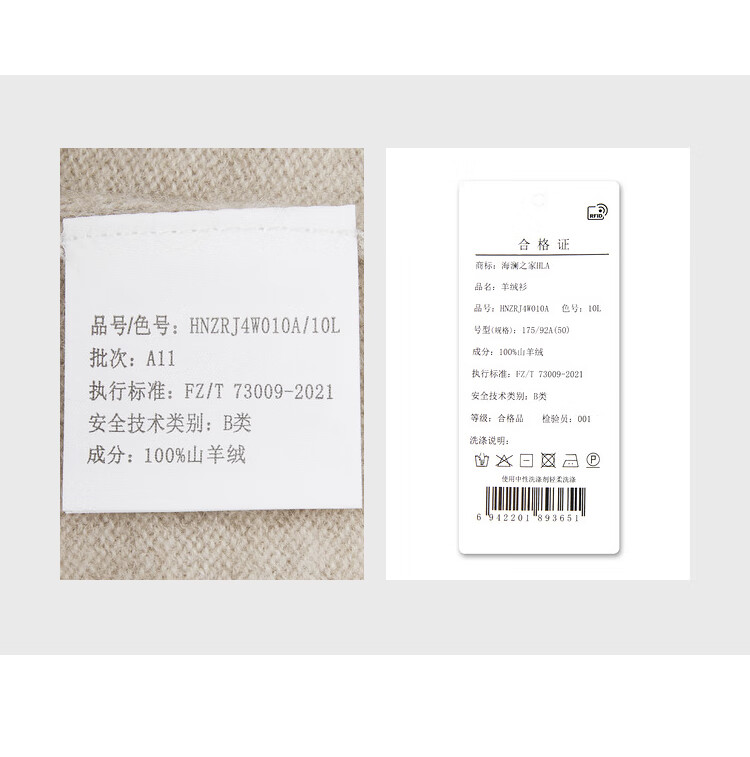 品号/色号: HNZRJ4W010A/10L
批次: A11
执行标准: FZ/T 73009-2021
安全技术类别: B类
成分: 100%山羊绒
RFID
合格证
商标: 海澜之家HLA
品名: 羊绒衫
品号: HNZRJ4W010A 色号: 10L
号型(规格): 175/92A(50)
成分: 100%山羊绒
执行标准: FZ/T 73009-2021
安全技术类别: B类
等级: 合格品 检验员: 001
洗涤说明:
P
使用中性洗涤剂轻柔洗涤
6 942201 893651